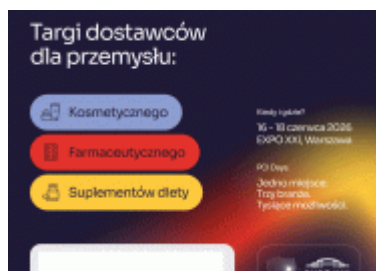 Targi dostawców
dla przemysłu:
Kosmetycznego
Farmaceutycznego
Suplementów diety
Kiedy i gdzie?
16 - 18 czerwca 2026
EXPO XXI, Warszawa
PCI Days
Jedno miejsce.
Trzy branże.
Tysiące możliwości.